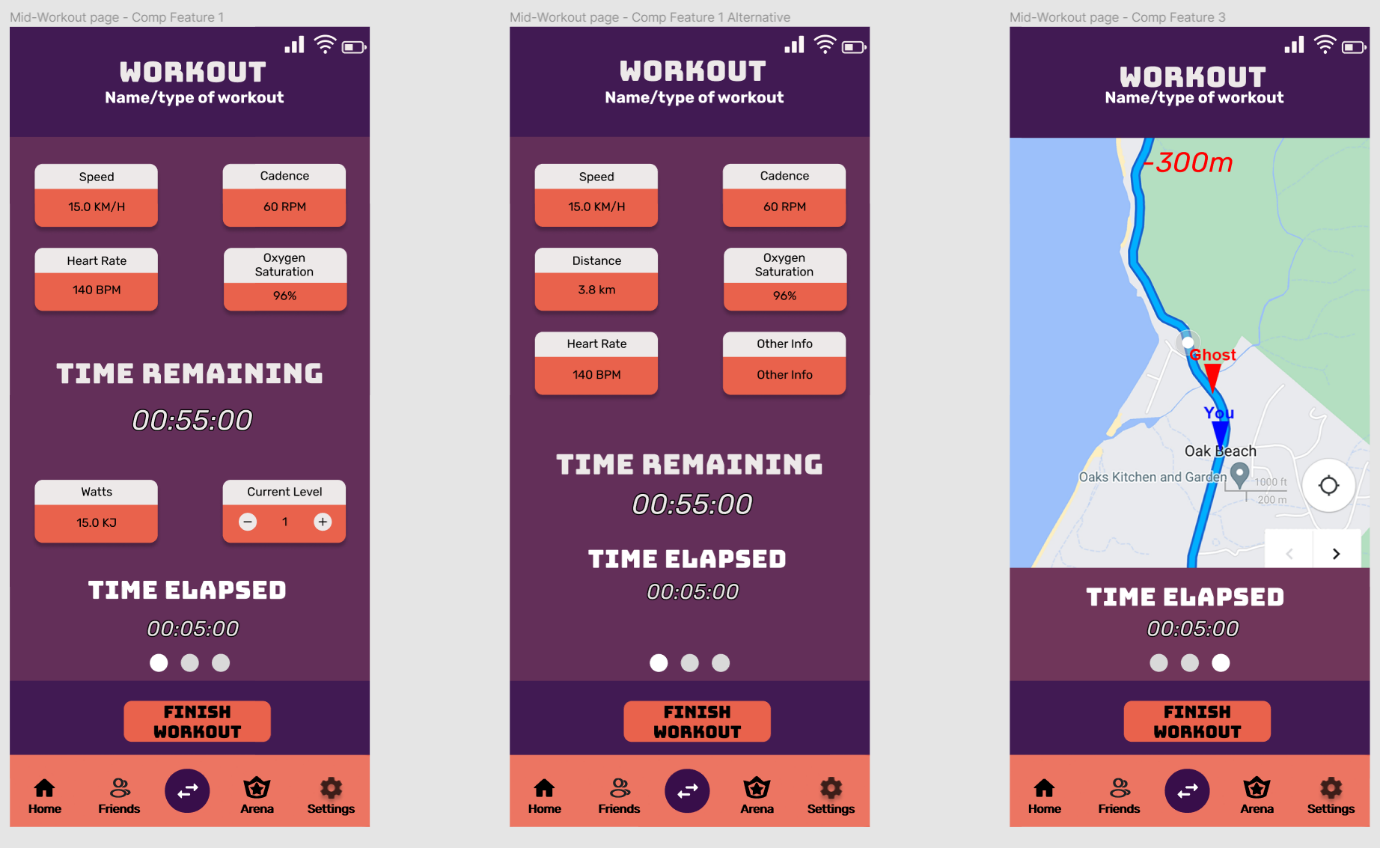 Mid-Workout page - Comp Feature 1
WORKOUT
Name/type of workout
Speed
15.0 KM/H
Cadence
60 RPM
Heart Rate
140 BPM
Oxygen
Saturation
96%
TIME REMAINING
00:55:00
Watts
15.0 KJ
Current Level
− 1 +
TIME ELAPSED
00:05:00
FINISH
WORKOUT
Home
Friends
Arena
Settings
Mid-Workout page - Comp Feature 1 Alternative
WORKOUT
Name/type of workout
Speed
15.0 KM/H
Cadence
60 RPM
Distance
3.8 km
Oxygen
Saturation
96%
Heart Rate
140 BPM
Other Info
Other Info
TIME REMAINING
00:55:00
TIME ELAPSED
00:05:00
FINISH
WORKOUT
Home
Friends
Arena
Settings
Mid-Workout page - Comp Feature 3
WORKOUT
Name/type of workout
-300m
Ghost
You
Oak Beach
Oaks Kitchen and Garden
1000 ft
200 m
TIME ELAPSED
00:05:00
FINISH
WORKOUT
Home
Friends
Arena
Settings